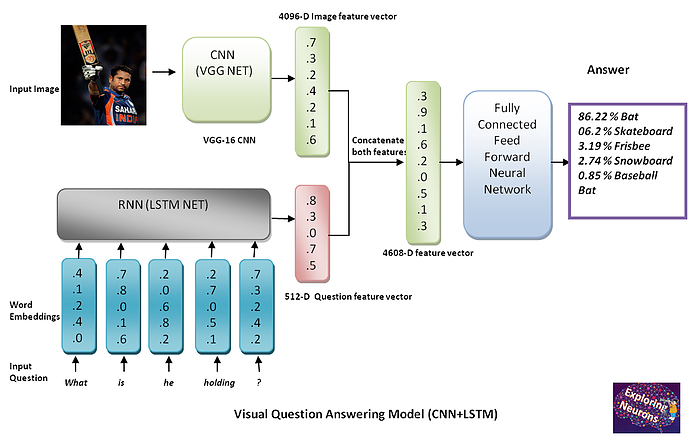 4096-D Image feature vector
Input Image
SAHARA
INDIA
CNN
(VGG NET)
VGG-16 CNN
.7
.3
.2
.4
.2
.1
.6
Concatenate
both features
.3
.9
.1
.6
.2
.0
.5
.1
.3
4608-D feature vector
Fully
Connected
Feed
Forward
Neural
Network
Answer
86.22 % Bat
06.2 % Skateboard
3.19 % Frisbee
2.74 % Snowboard
0.85 % Baseball
Bat
RNN (LSTM NET)
.8
.3
.0
.7
.5
512-D Question feature vector
Word
Embeddings
.4 .7 .2 .2 .7
.1 .8 .0 .7 .3
.2 .0 .6 .0 .2
.4 .1 .8 .5 .4
.0 .6 .2 .1 .2
Input
Question
What is he holding ?
Visual Question Answering Model (CNN+LSTM)
Exploring
Neurons